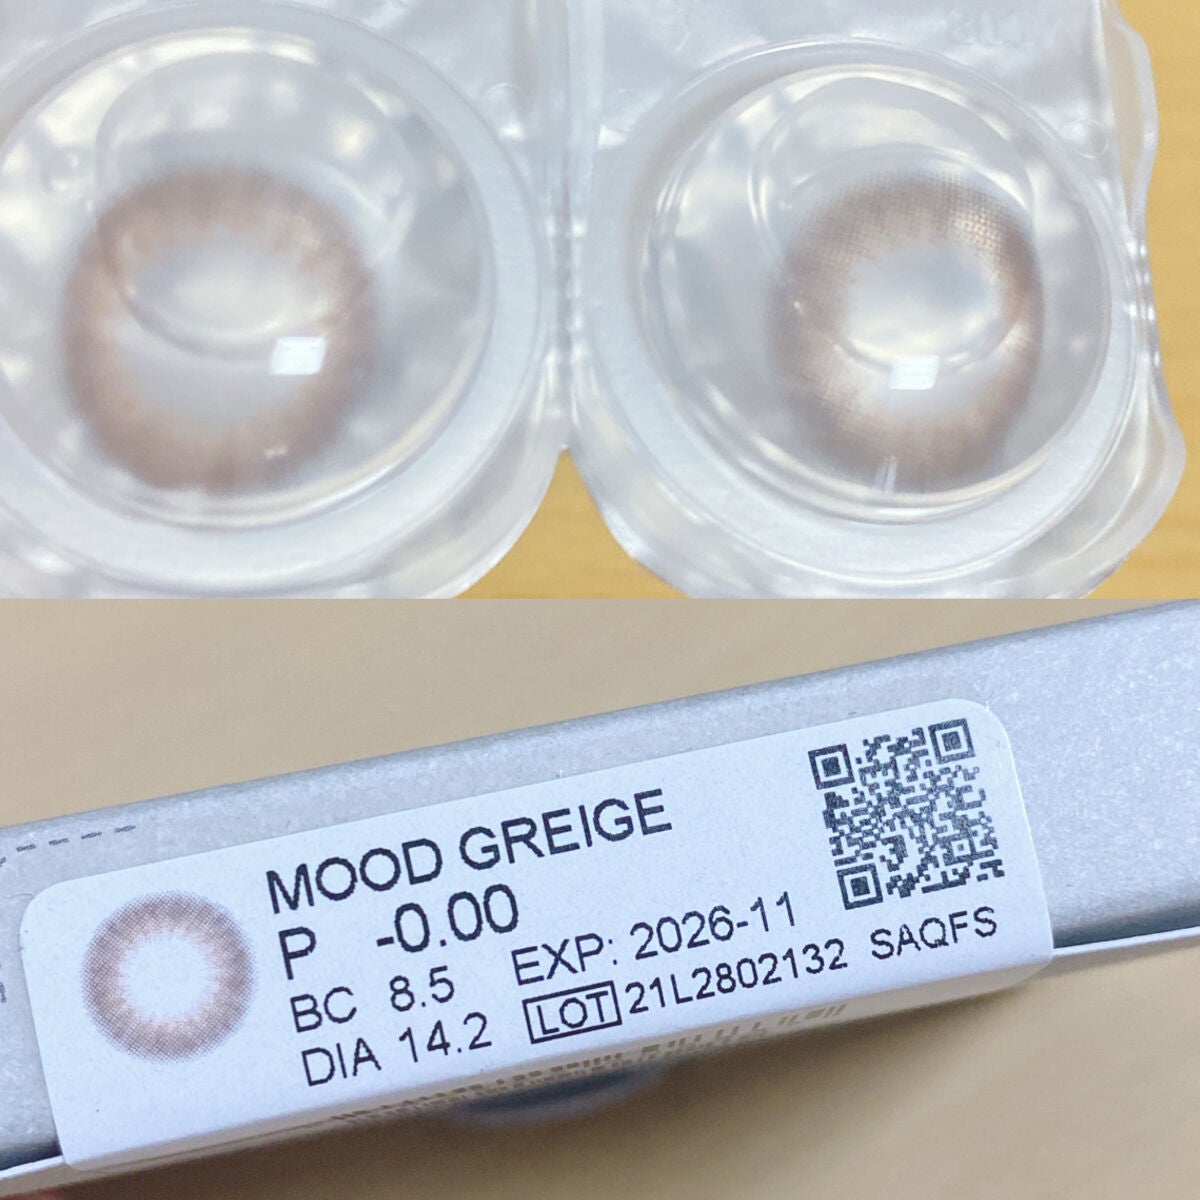 MOOD GREIGE
P -0.00
BC 8.5 EXP: 2026-11
DIA 14.2 LOT 21L2802132 SAQFS